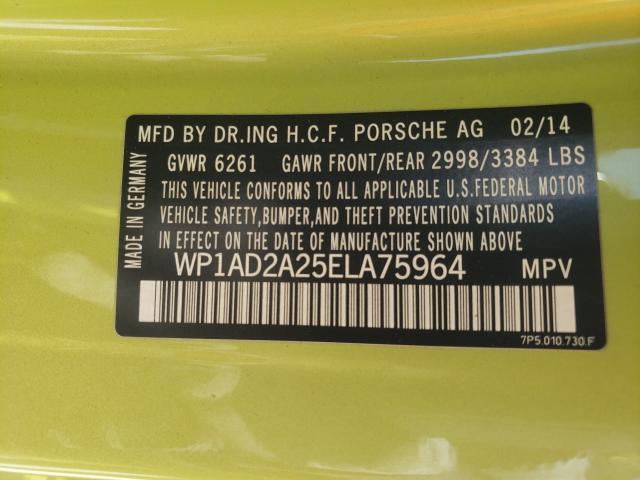 MFD BY DR.ING H.C.F. PORSCHE AG 02/14
GVWR 6261 GAWR FRONT/REAR 2998/3384 LBS
THIS VEHICLE CONFORMS TO ALL APPLICABLE U.S.FEDERAL MOTOR
VEHICLE SAFETY,BUMPER,AND THEFT PREVENTION STANDARDS
IN EFFECT ON THE DATE OF MANUFACTURE SHOWN ABOVE.
MADE IN GERMANY
WP1AD2A25ELA75964 MPV
7P5.010.730.F